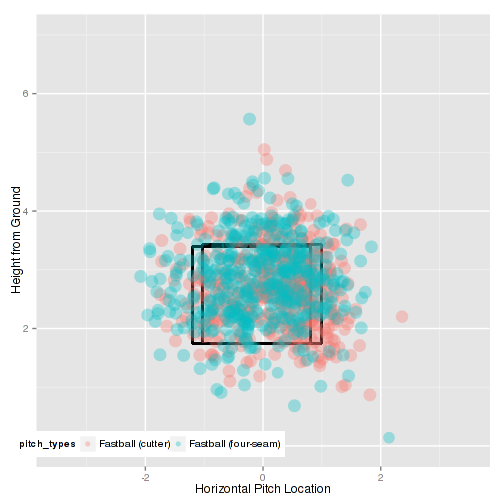 6
4
2
Height from Ground
pitch_types Fastball (cutter) Fastball (four-seam)
-2 0 2
Horizontal Pitch Location